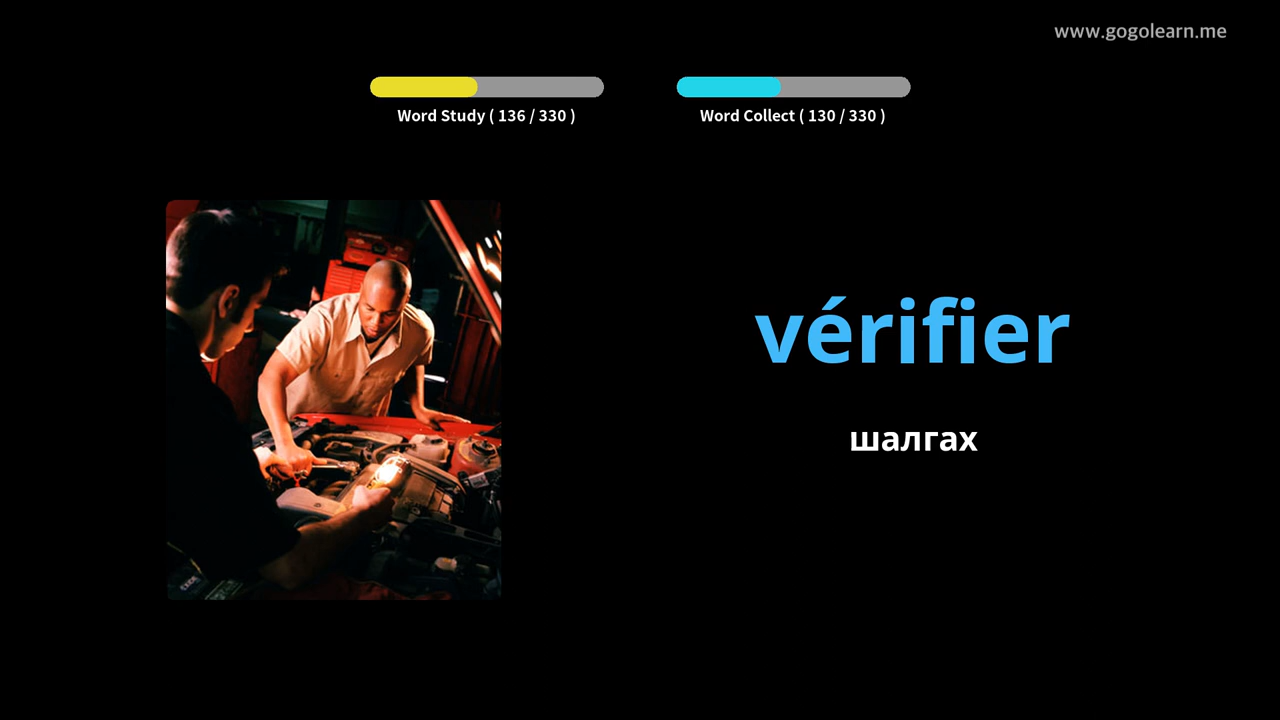 www.gogolearn.me
Word Study ( 136 / 330 )
Word Collect ( 130 / 330 )
vérifier
шалгах